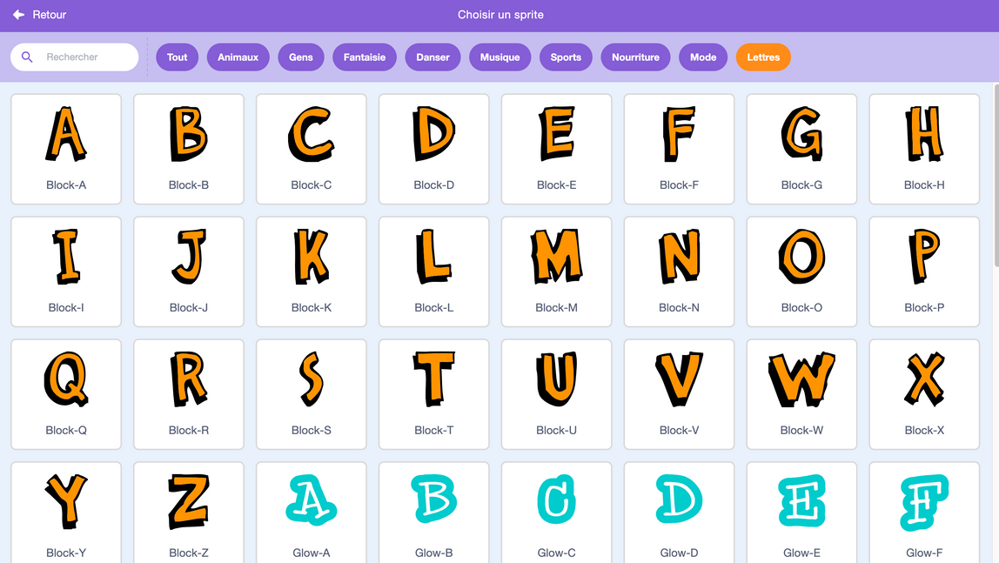 Retour
Choisir un sprite
Rechercher
Tout
Animaux
Gens
Fantaisie
Danser
Musique
Sports
Nourriture
Mode
Lettres
A B C D E F G H
Block-A Block-B Block-C Block-D Block-E Block-F Block-G Block-H
I J K L M N O P
Block-I Block-J Block-K Block-L Block-M Block-N Block-O Block-P
Q R S T U V W X
Block-Q Block-R Block-S Block-T Block-U Block-V Block-W Block-X
Y Z A B C D E F
Block-Y Block-Z Glow-A Glow-B Glow-C Glow-D Glow-E Glow-F